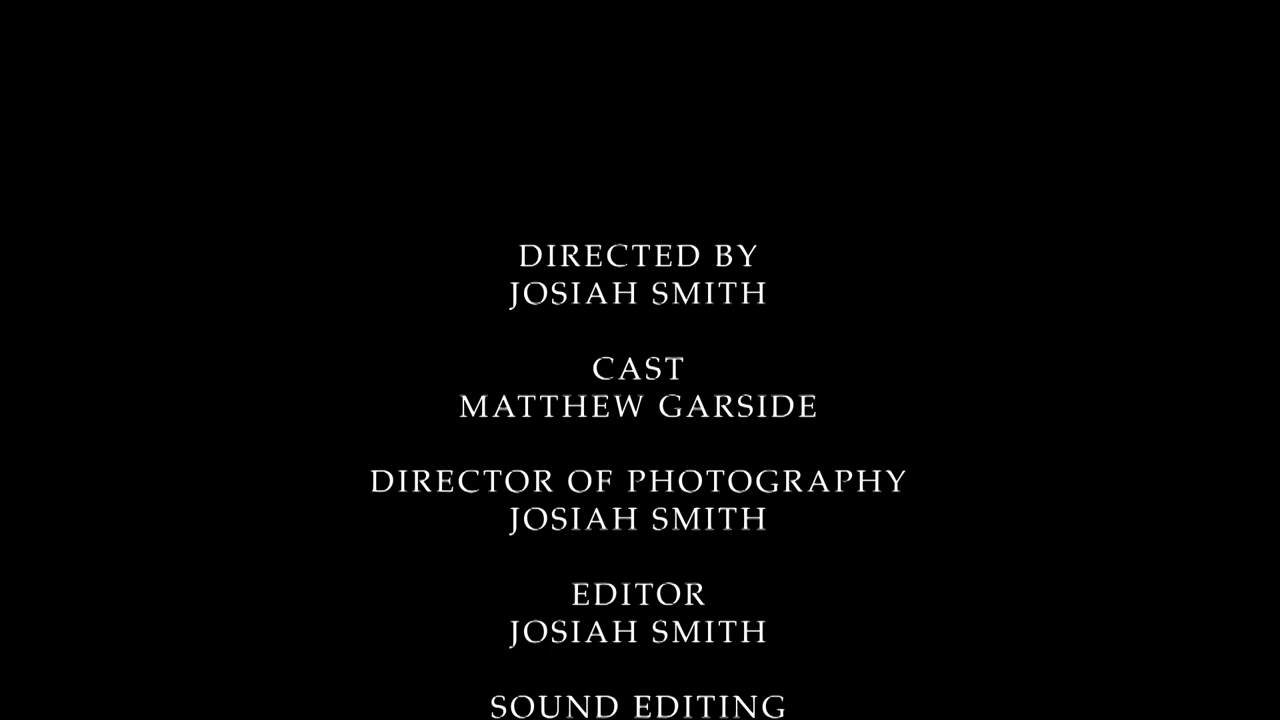 DIRECTED BY
JOSIAH SMITH
CAST
MATTHEW GARSIDE
DIRECTOR OF PHOTOGRAPHY
JOSIAH SMITH
EDITOR
JOSIAH SMITH
SOUND EDITING